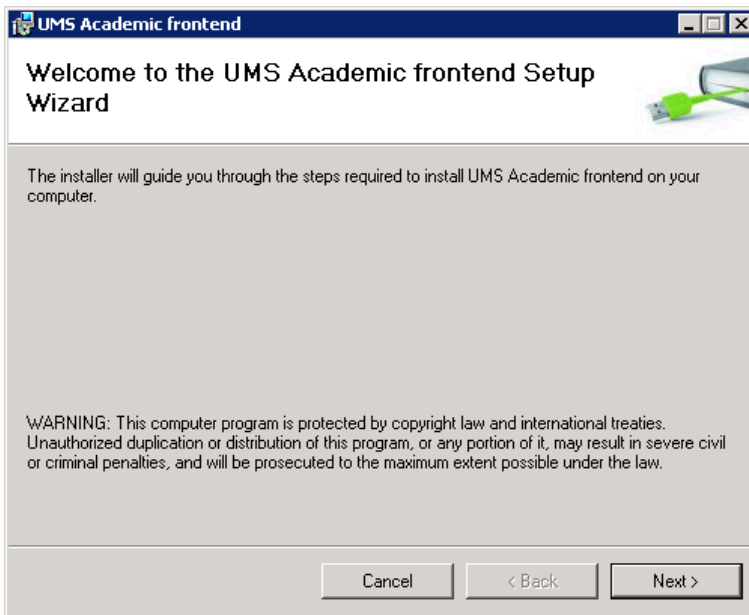 UMS Academic frontend
Welcome to the UMS Academic frontend Setup
Wizard
The installer will guide you through the steps required to install UMS Academic frontend on your
computer.
WARNING: This computer program is protected by copyright law and international treaties.
Unauthorized duplication or distribution of this program, or any portion of it, may result in severe civil
or criminal penalties, and will be prosecuted to the maximum extent possible under the law.
Cancel < Back Next >